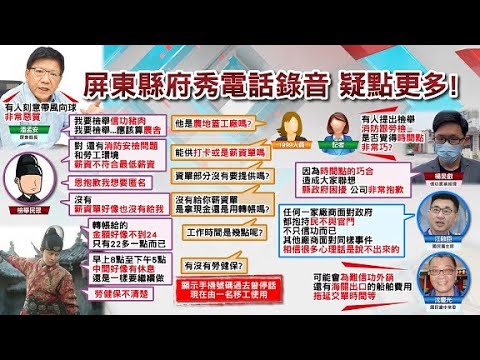 屏東縣府秀電話錄音 疑點更多!
有人刻意帶風向球
非常惡質
潘孟安
屏東縣長
我要檢舉信功豬肉
我要檢舉...應該算農舍
他是農地蓋工廠嗎?
1999人員
記者
有人提出檢舉
消防跟勞檢
是否覺得時間點
非常巧?
對 還有消防安檢問題
和勞工環境
薪資不符合最低薪資
能供打卡或是薪資單嗎
恩抱歉我想要匿名
資單部分沒有要提供嗎?
檢舉民眾
因為時間點的巧合
造成大家聯想
縣政府困擾 公司非常抱歉
沒有
薪資單好像也沒有給我
沒有給你薪資單
是拿現金還是用轉帳嗎?
轉帳給的
金額好像不到24
只有22多一點而已
工作時間是幾點呢?
任何一家廠商面對政府
都抱持民不與官鬥
不只信功而已
其他廠商面對同樣事件
相信很多心理話是說不出來的
江啟臣
國民黨主席
早上8點至下午5點
中間好像有休息
還是一樣要繼續做
有沒有勞健保?
勞健保不清楚
顯示手機號碼過去曾停話
現在由一名移工使用
可能會為難信功外銷
還有海關出口的船舶費用
拖延交單時間等